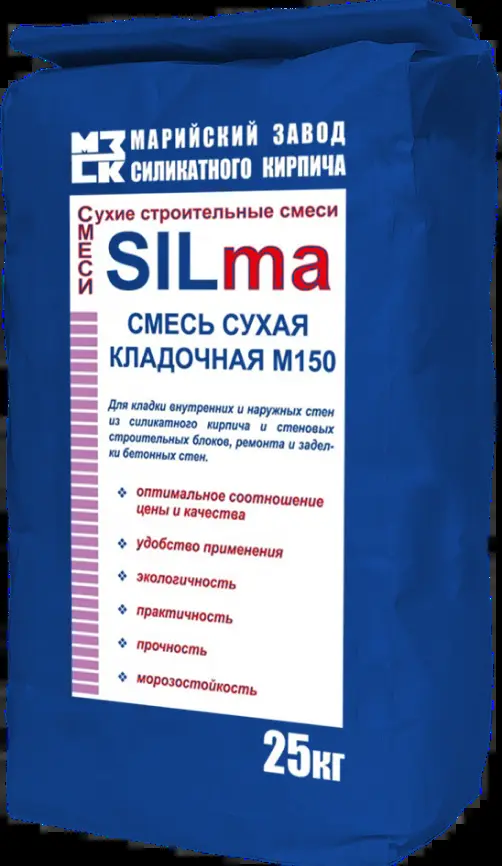 МЗ
СК
МАРИЙСКИЙ ЗАВОД
СИЛИКАТНОГО КИРПИЧА
Сухие строительные смеси
СМЕСИ
SILma
СМЕСЬ СУХАЯ
КЛАДОЧНАЯ М150
Для кладки внутренних и наружных стен
из силикатного кирпича и стеновых
строительных блоков, ремонта и задел-
ки бетонных стен.
❖ оптимальное соотношение
цены и качества
❖ удобство применения
❖ экологичность
❖ практичность
❖ прочность
❖ морозостойкость
25кг